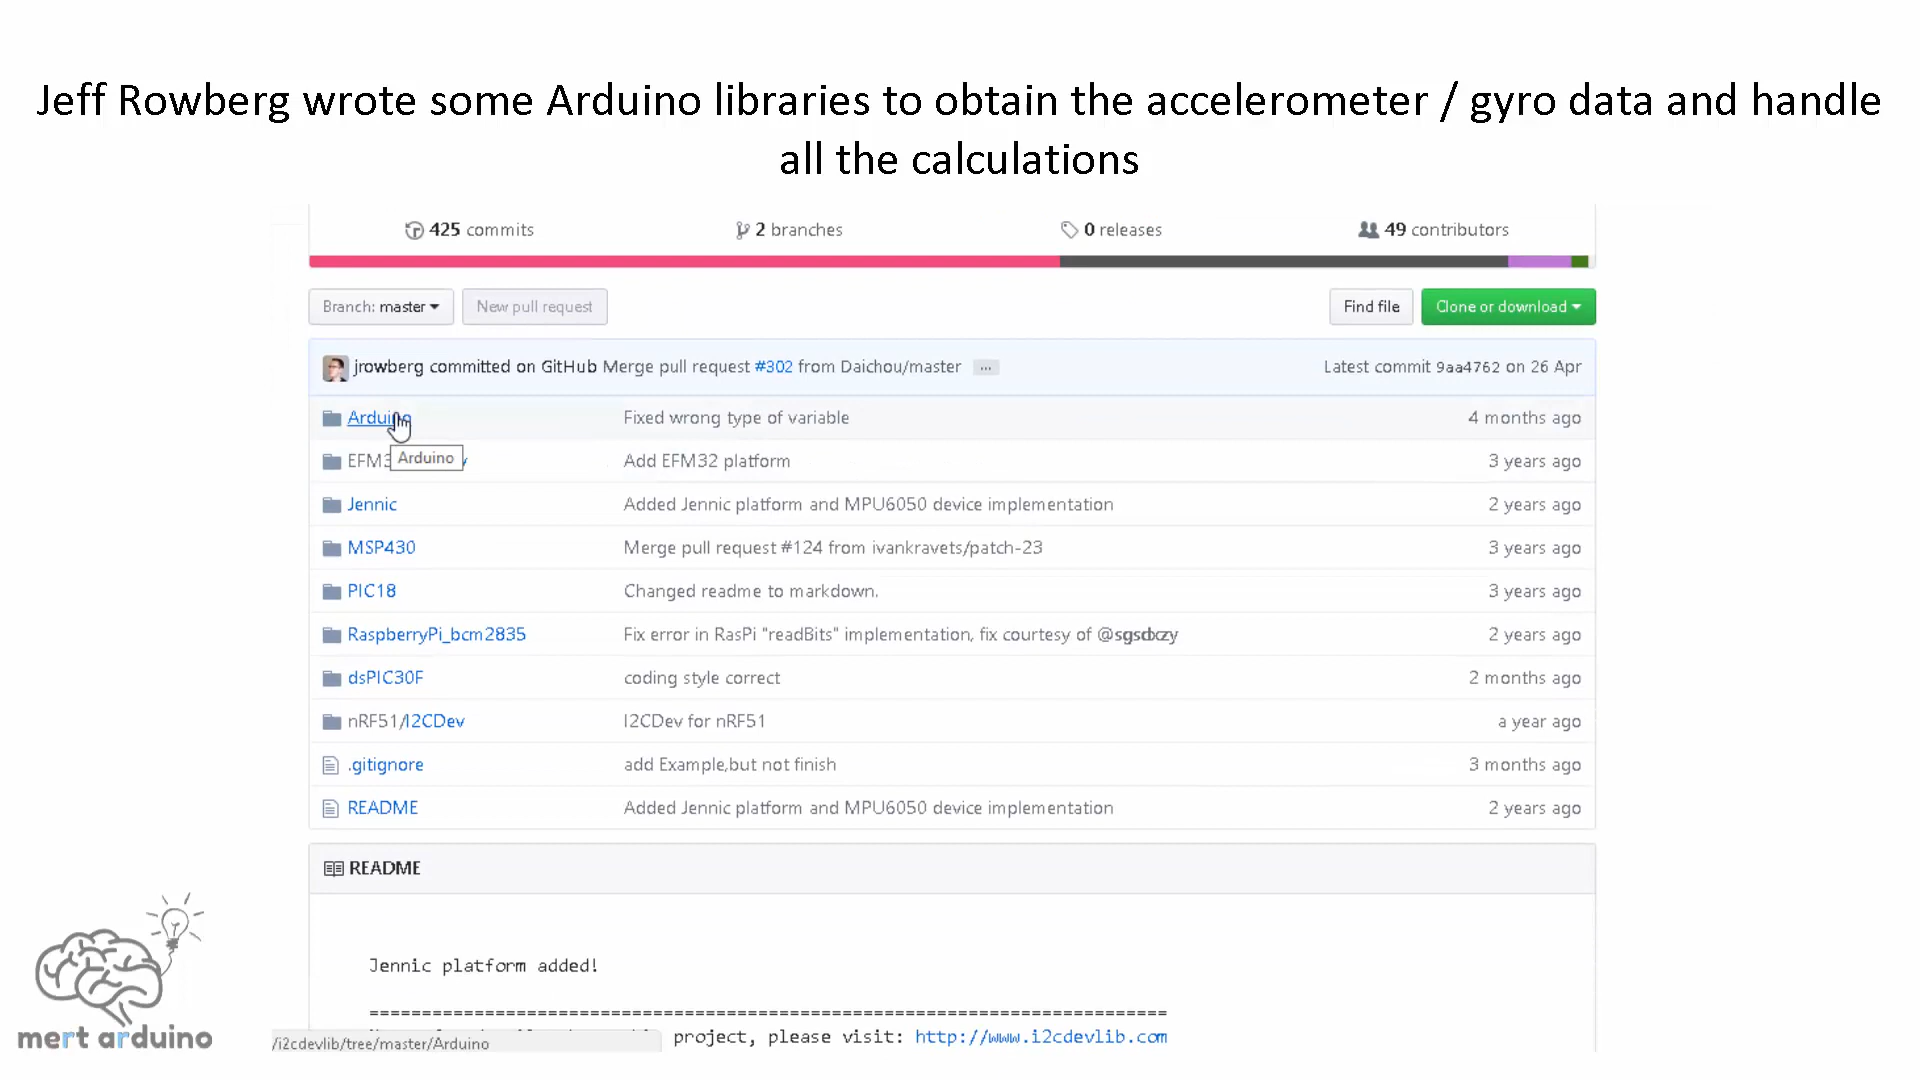 Jeff Rowberg wrote some Arduino libraries to obtain the accelerometer / gyro data and handle
all the calculations
425 commits 2 branches 0 releases 49 contributors
Branch: master New pull request Find file Clone or download
jrowberg committed on GitHub Merge pull request #302 from Daichou/master ... Latest commit 9aa4762 on 26 Apr
Arduino Fixed wrong type of variable 4 months ago
Arduino
Add EFM32 platform 3 years ago
Jennic Added Jennic platform and MPU6050 device implementation 2 years ago
MSP430 Merge pull request #124 from ivankravets/patch-23 3 years ago
PIC18 Changed readme to markdown. 3 years ago
RaspberryPi_bcm2835 Fix error in RasPi "readBits" implementation, fix courtesy of 2 years ago
dsPIC30F coding style correct 2 months ago
nRF51/I2CDev I2CDev for nRF51 a year ago
.gitignore add Example,but not finish 3 months ago
README Added Jennic platform and MPU6050 device implementation 2 years ago
README
Jennic platform added!
================================================================================
project, please visit: http://www.i2cdevlib.com
/i2cdevlib/tree/master/Arduino
mert arduino